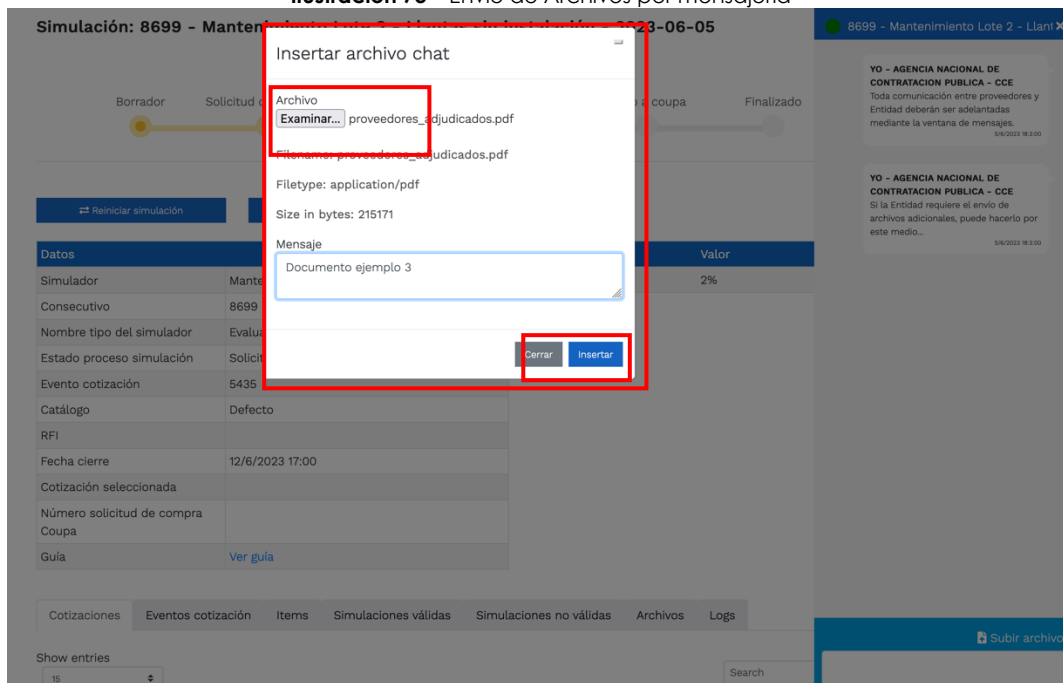 Envío de Archivos por mensajería
Simulación: 8699 - Manten
23-06-05
8699 - Mantenimiento Lote 2 - Llant
Insertar archivo chat
Borrador
Solicitud
a coupa
Finalizado
Archivo
Examinar... proveedores_adjudicados.pdf
Filename: proveedores_adjudicados.pdf
Filetype: application/pdf
Size in bytes: 215171
Mensaje
Documento ejemplo 3
Cerrar
Insertar
YO - AGENCIA NACIONAL DE
CONTRATACION PUBLICA - CCE
Toda comunicación entre proveedores y
Entidad deberán ser adelantadas
mediante la ventana de mensajes.
5/6/2023 18:3:00
YO - AGENCIA NACIONAL DE
CONTRATACION PUBLICA - CCE
Si la Entidad requiere el envio de
archivos adicionales, puede hacerlo por
este medio...
5/6/2023 18:3:00
Reiniciar simulación
Datos
Valor
Simulador
Mante
2%
Consecutivo
8699
Nombre tipo del simulador
Evalua
Estado proceso simulación
Solicit
Evento cotización
5435
Catálogo
Defecto
RFI
Fecha cierre
12/6/2023 17:00
Cotización seleccionada
Número solicitud de compra
Coupa
Guía
Ver guía
Cotizaciones
Eventos cotización
Items
Simulaciones válidas
Simulaciones no válidas
Archivos
Logs
Subir archivo
Show entries
15
Search